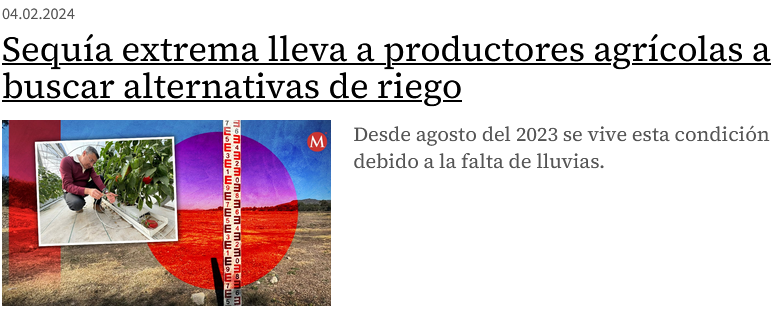 04.02.2024
Sequía extrema lleva a productores agrícolas a
buscar alternativas de riego
M
Desde agosto del 2023 se vive esta condición
debido a la falta de lluvias.